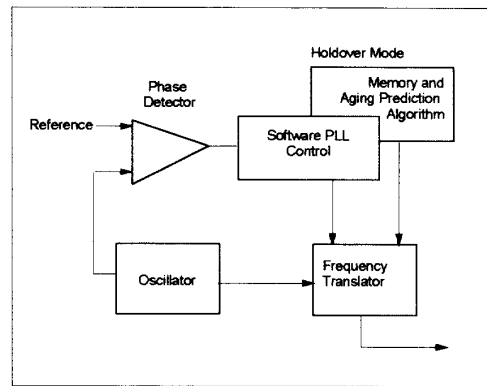 Holdover Mode
Phase
Detector
Memory and
Aging Prediction
Algorithm
Reference
Software PLL
Control
Oscillator
Frequency
Translator